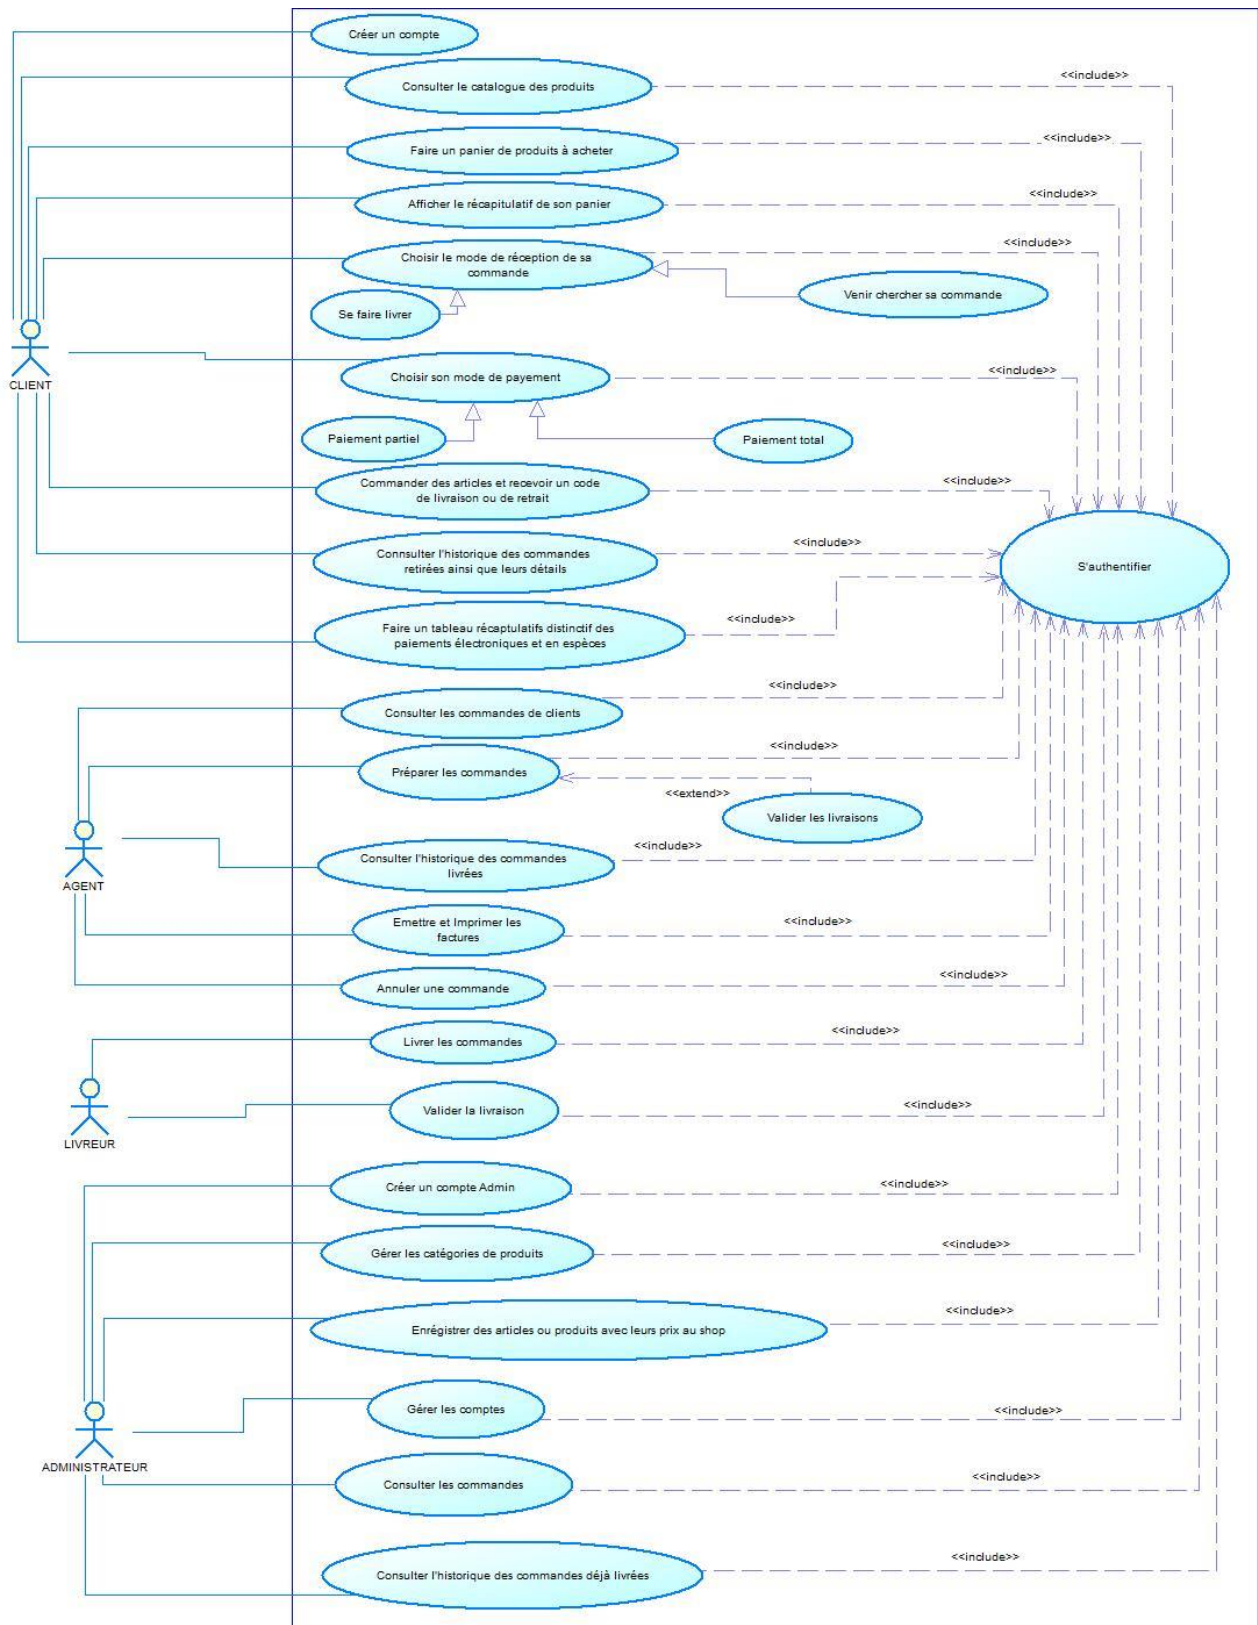 Créer un compte
<<include>>
Consulter le catalogue des produits
<<include>>
Faire un panier de produits à acheter
<<include>>
Afficher le récapitulatif de son panier
<<include>>
Choisir le mode de réception de sa
commande
Venir chercher sa commande
Se faire livrer
CLIENT
<<include>>
Choisir son mode de payement
Paiement partiel
Paiement total
<<include>>
Commander des articles et recevoir un code
de livraison ou de retrait
<<include>>
Connsulter l'historique des commandes
retirées ainsi que leurs détails
S'authentifier
<<include>>
Faire un tableau récaptulatifs distinctif des
paiements électroniques et en espèces
<<include>>
Consulter les commandes de clients
<<include>>
Préparer les commandes
<<extend>>
Valider les livraisons
<<include>>
Consulter l'historique des commandes
livrées
AGENT
<<include>>
Emettre et Imprimer les
factures
<<include>>
Annuler une commande
<<include>>
Livrer les commandes
<<include>>
Valider la livraison
LIVREUR
<<include>>
Créer un compte Admin
<<include>>
Gérer les catégories de produits
<<include>>
Enrégistrer des articles ou produits avec leurs prix au shop
Gérer les comptes
<<include>>
ADMINISTRATEUR
<<include>>
Consulter les commandes
<<include>>
Consulter l'historique des commandes déjà livrées